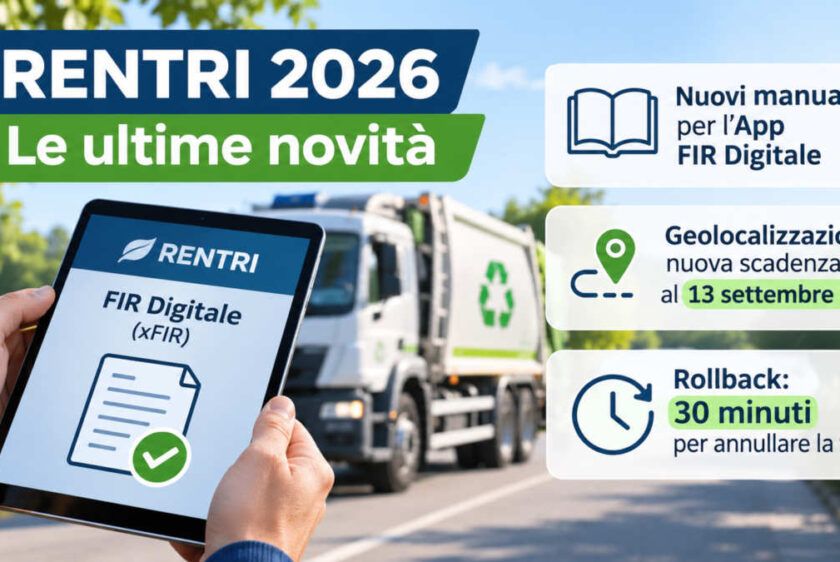 RENTRI 2026
Le ultime novità
RENTRI
FIR Digitale
(xFIR)
Nuovi manua
per l'App
FIR Digitale
Geolocalizzazio
nuova scadenza
al 13 settembre
Rollback:
30 minuti
per annullare la